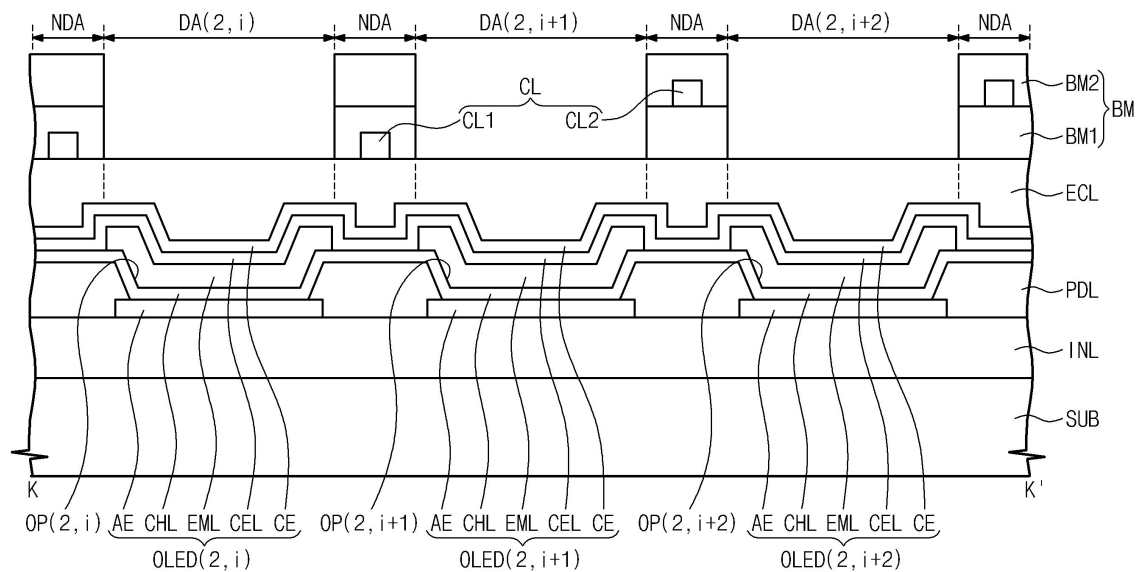 NDA DA(2,i) NDA DA(2,i+1) NDA DA(2,i+2) NDA
CL
CL1 CL2
BM2
BM
BM1
ECL
PDL
INL
SUB
K K'
OP(2,i) AE CHL EML CEL CE OP(2,i+1) AE CHL EML CEL CE OP(2,i+2) AE CHL EML CEL CE
OLED(2,i) OLED(2,i+1) OLED(2,i+2)